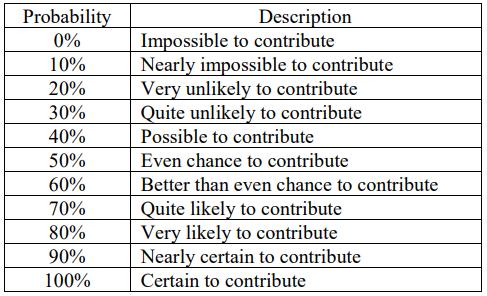 Probability Description
0% Impossible to contribute
10% Nearly impossible to contribute
20% Very unlikely to contribute
30% Quite unlikely to contribute
40% Possible to contribute
50% Even chance to contribute
60% Better than even chance to contribute
70% Quite likely to contribute
80% Very likely to contribute
90% Nearly certain to contribute
100% Certain to contribute